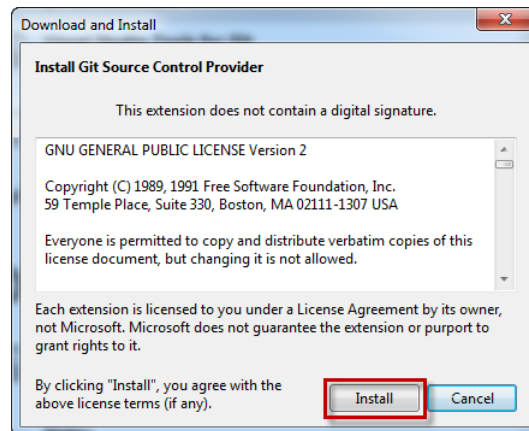 Download and Install
Install Git Source Control Provider
This extension does not contain a digital signature.
GNU GENERAL PUBLIC LICENSE Version 2
Copyright (C) 1989, 1991 Free Software Foundation, Inc.
59 Temple Place, Suite 330, Boston, MA 02111-1307 USA
Everyone is permitted to copy and distribute verbatim copies of this
license document, but changing it is not allowed.
Each extension is licensed to you under a License Agreement by its owner,
not Microsoft. Microsoft does not guarantee the extension or purport to
grant rights to it.
By clicking "Install", you agree with the
above license terms (if any).
Install
Cancel